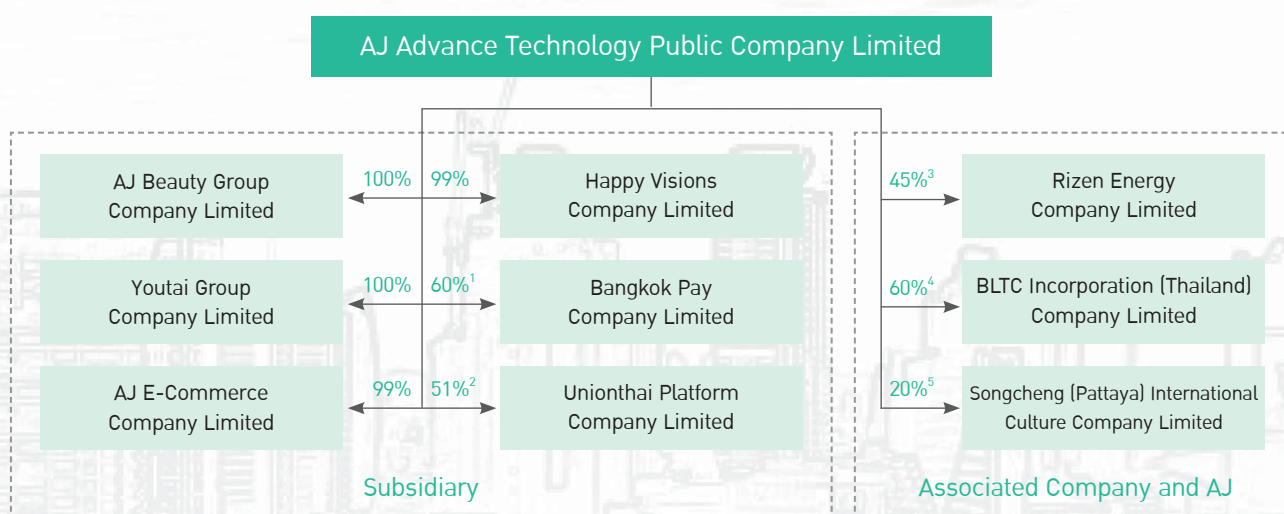 AJ Advance Technology Public Company Limited
AJ Beauty Group
Company Limited
100%
99%
Happy Visions
Company Limited
Youtai Group
Company Limited
100%
60%¹
Bangkok Pay
Company Limited
AJ E-Commerce
Company Limited
99%
51%²
Unionthai Platform
Company Limited
Subsidiary
45%³
Rizen Energy
Company Limited
60%⁴
BLTC Incorporation (Thailand)
Company Limited
20%⁵
Songcheng (Pattaya) International
Culture Company Limited
Associated Company and AJ